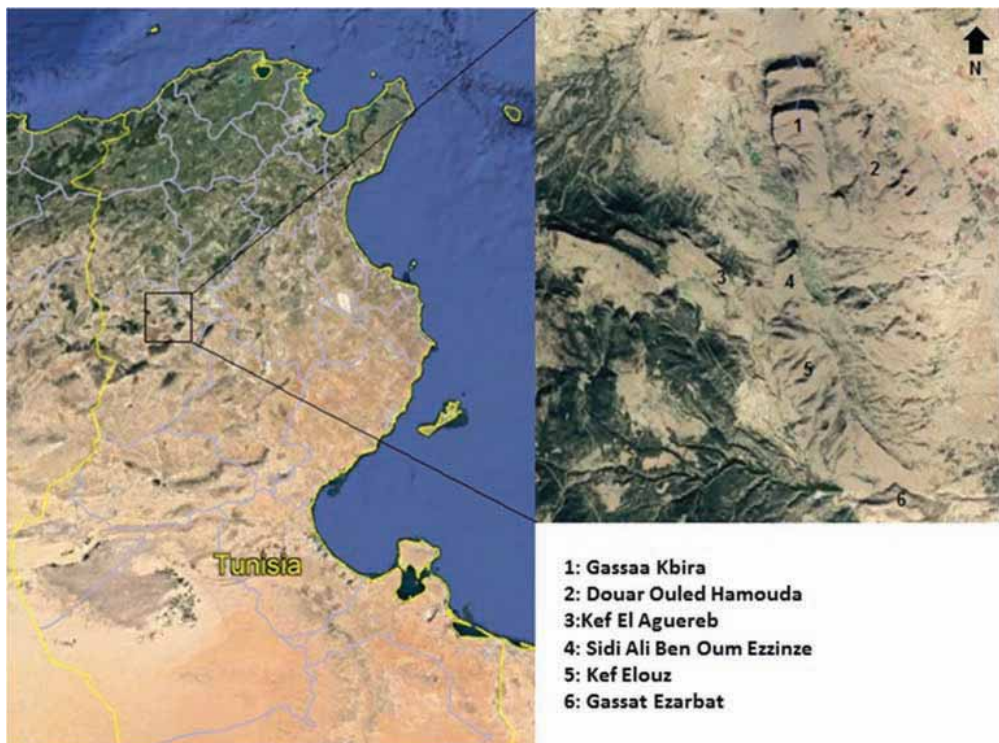 Tunisia
N
1
2
3
4
5
6
1: Gassaa Kbira
2: Douar Ouled Hamouda
3:Kef El Aguereb
4: Sidi Ali Ben Oum Ezzinze
5: Kef Elouz
6: Gassat Ezarbat